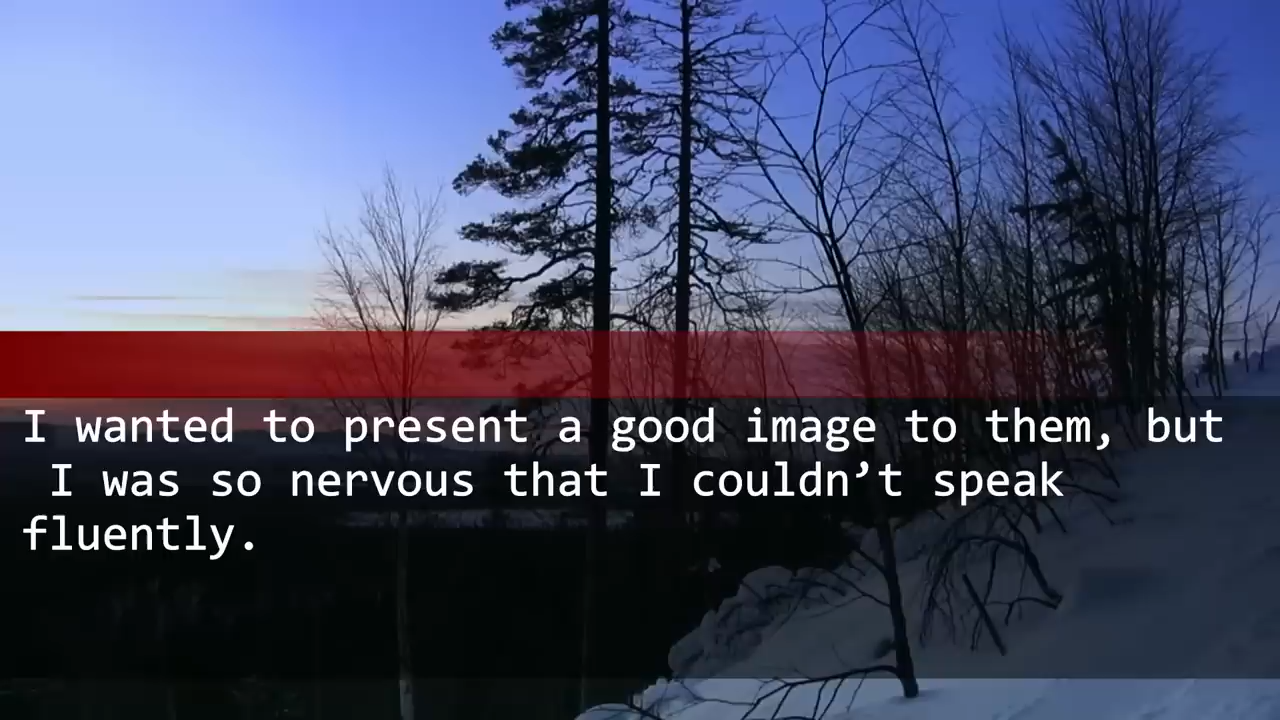 I wanted to present a good image to them, but
I was so nervous that I couldn’t speak
fluently.